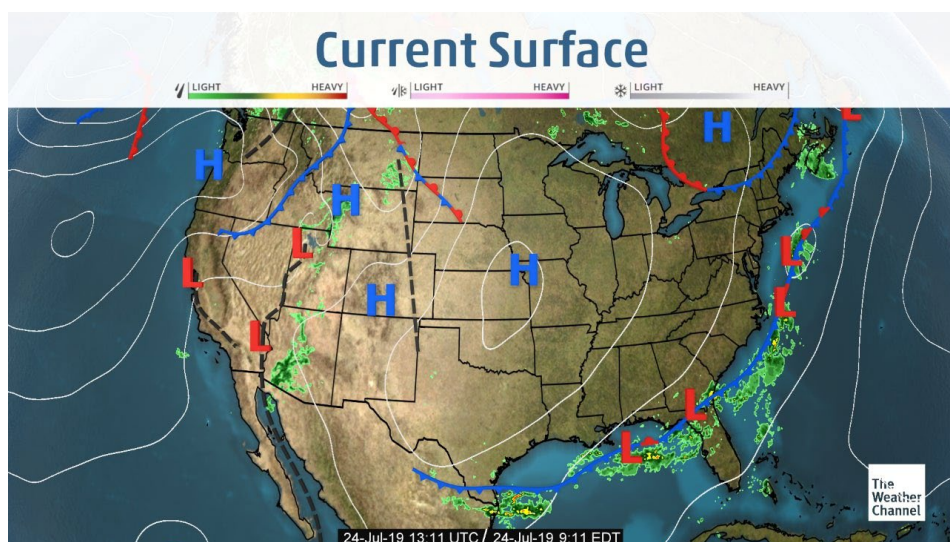 Current Surface
LIGHT HEAVY LIGHT HEAVY LIGHT HEAVY
L
H
H
H
L
L
L
H
H
L
L
L
L
The
Weather
Channel
24-Jul-19 13:11 UTC / 24-Jul-19 9:11 EDT